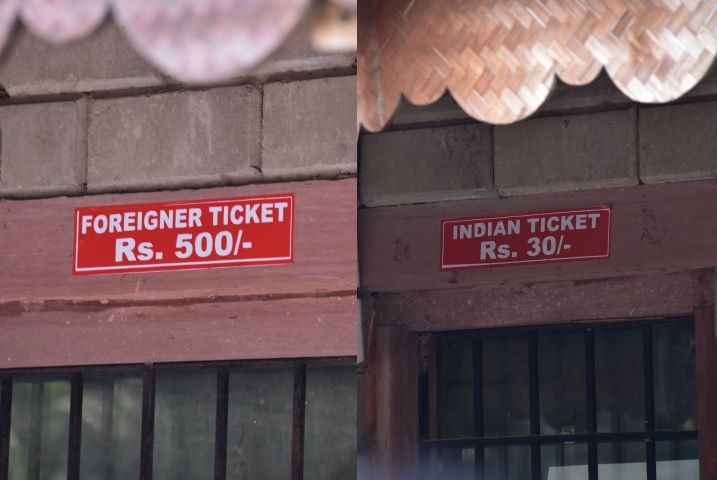 FOREIGNER TICKET
Rs. 500/-
INDIAN TICKET
Rs. 30/-